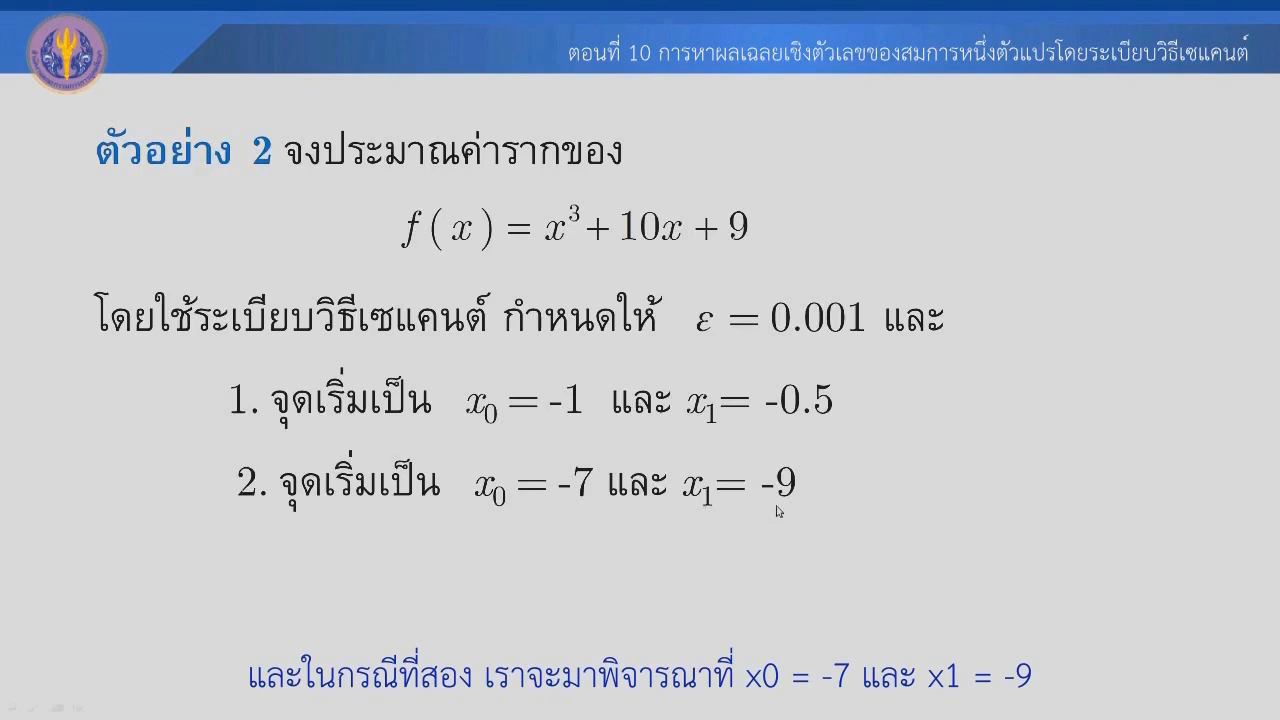 ตอนที่ 10 การหาผลเฉลยเชิงตัวเลขของสมการหนึ่งตัวแปรโดยระเบียบวิธีเซแคนต์
ตัวอย่าง 2 จงประมาณค่ารากของ
f ( x ) = x³ + 10x + 9
โดยใช้ระเบียบวิธีเซแคนต์ กำหนดให้ ε = 0.001 และ
1. จุดเริ่มเป็น x₀ = -1 และ x₁ = -0.5
2. จุดเริ่มเป็น x₀ = -7 และ x₁ = -9
และในกรณีที่สอง เราจะมาพิจารณาที่ x0 = -7 และ x1 = -9